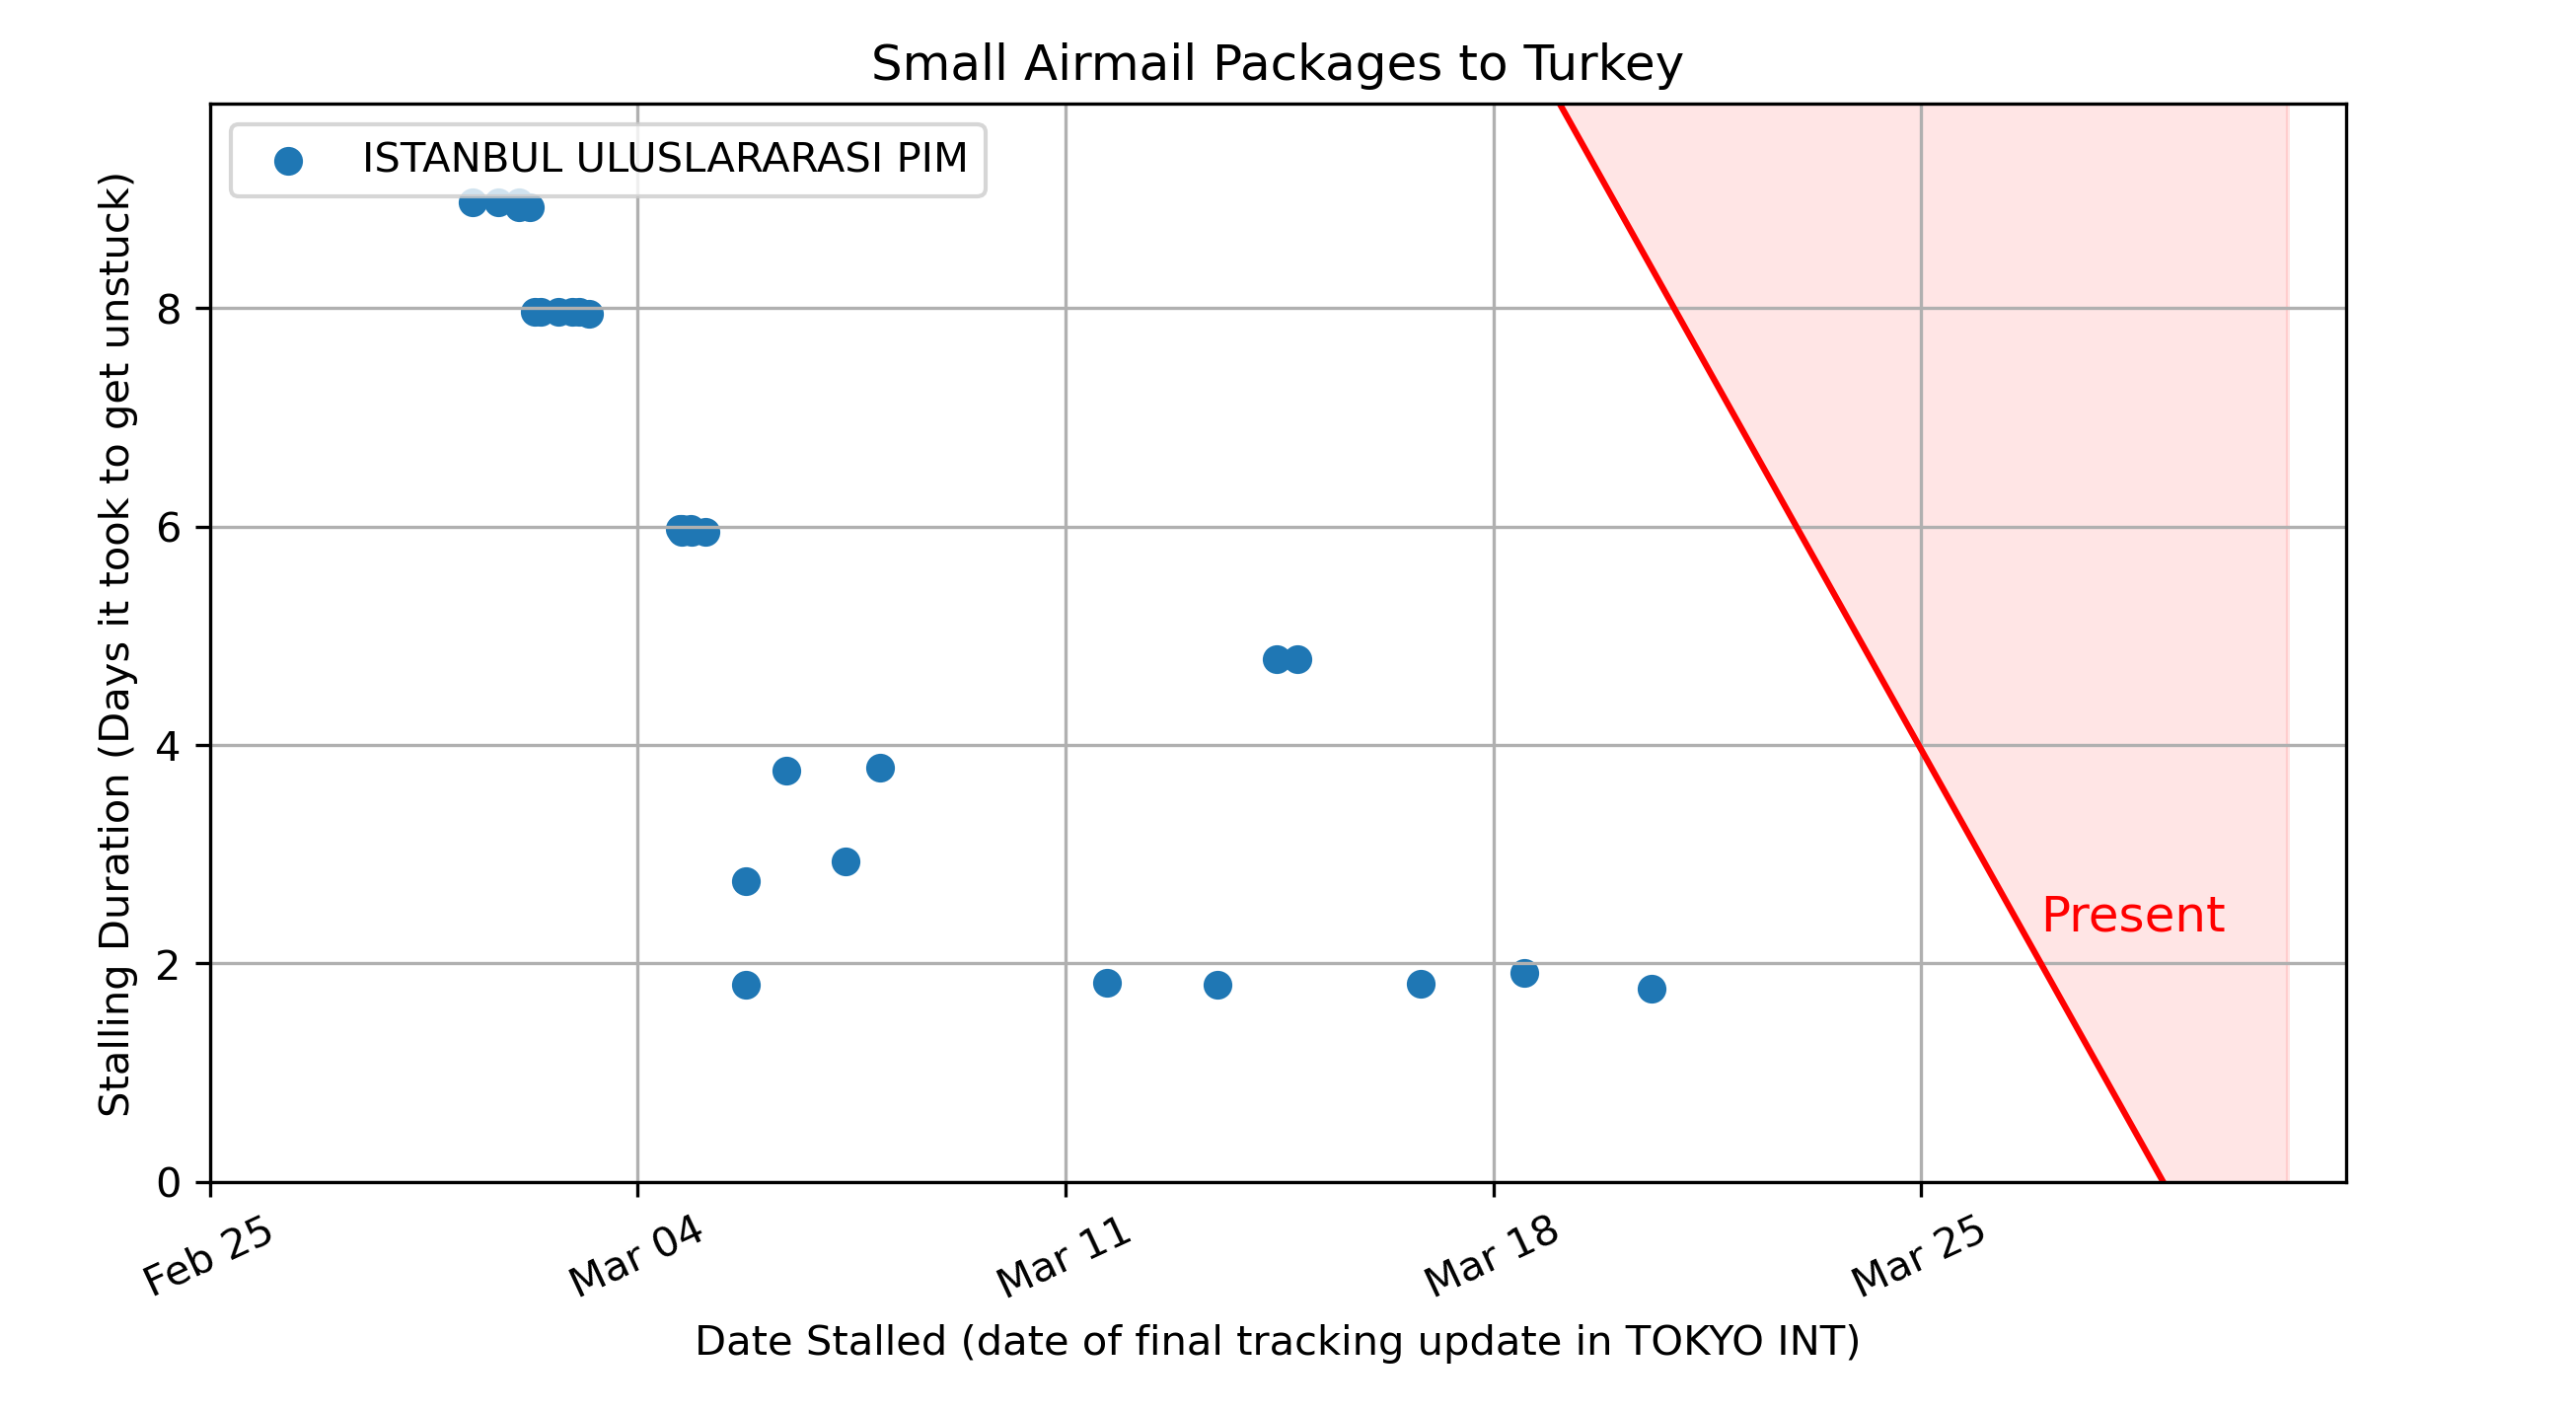 Small Airmail Packages to Turkey
ISTANBUL ULUSLARARASI PIM
Stalling Duration (Days it took to get unstuck)
8
6
4
2
0
Present
Feb 25
Mar 04
Mar 11
Mar 18
Mar 25
Date Stalled (date of final tracking update in TOKYO INT)